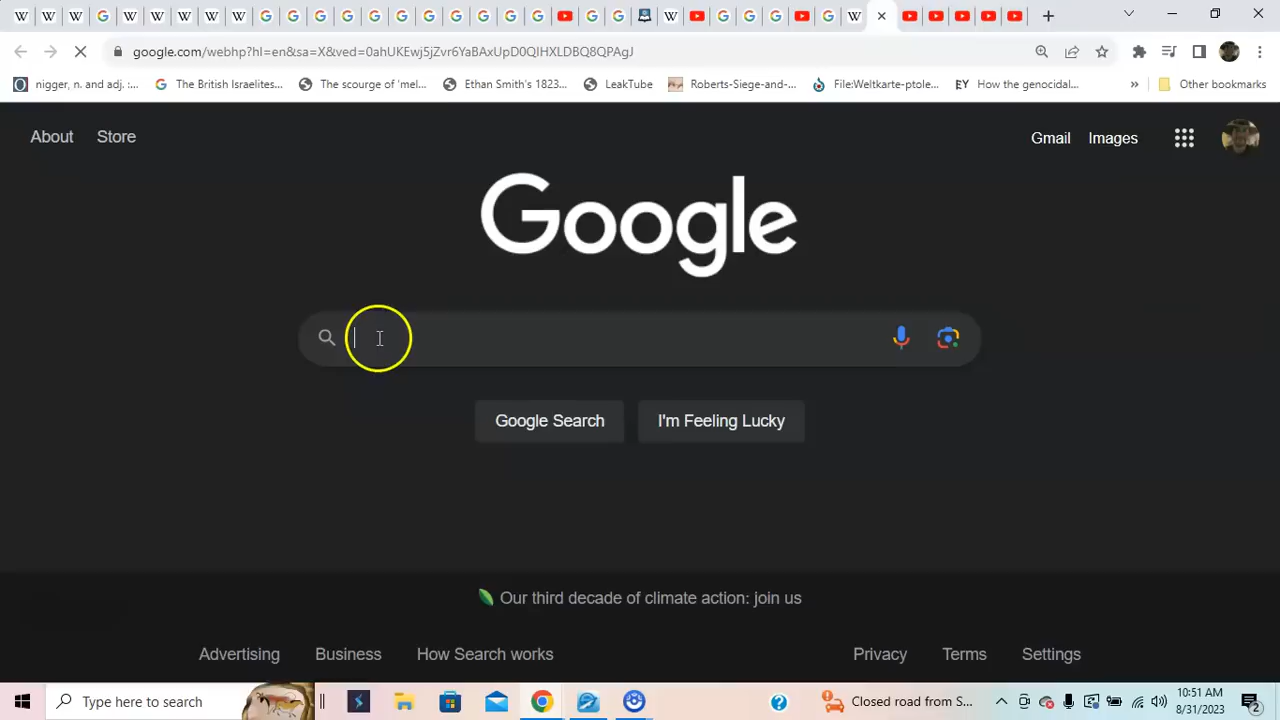 google.com/webhp?hl=en&sa=X&ved=0ahUKEwj5jZvr6YaBAxUpD0QIHXLDBQ8QPAgJ
nigger, n. and adj. :... The British Israelites... The scourge of 'mel... Ethan Smith's 1823... LeakTube Roberts-Siege-and-... File:Weltkarte-ptole... EY How the genocidal... » Other bookmarks
About Store Gmail Images
Google
Google Search I'm Feeling Lucky
Our third decade of climate action: join us
Advertising Business How Search works Privacy Terms Settings
Type here to search Closed road from S... 10:51 AM
8/31/2023 2